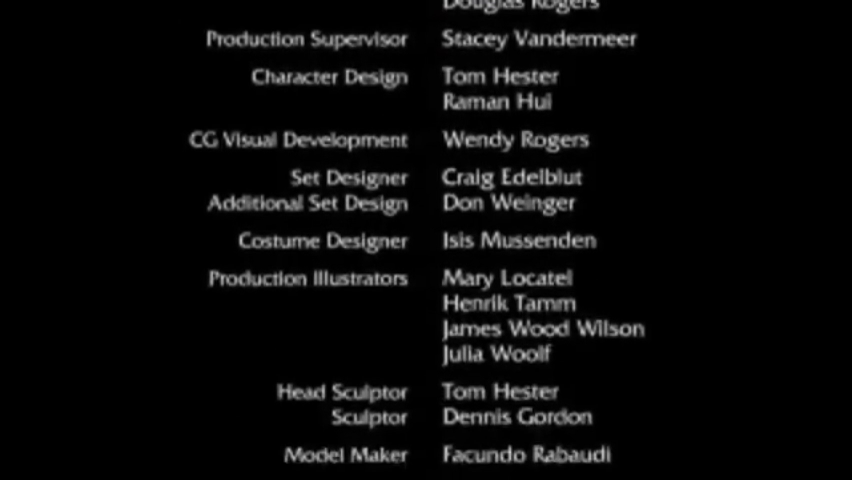 Douglas Rogers
Production Supervisor Stacey Vandermeer
Character Design Tom Hester
Raman Hui
CG Visual Development Wendy Rogers
Set Designer Craig Edelblut
Additional Set Design Don Weinger
Costume Designer Isis Mussenden
Production Illustrators Mary Locatel
Henrik Tamm
James Wood Wilson
Julia Woolf
Head Sculptor Tom Hester
Sculptor Dennis Gordon
Model Maker Facundo Rabaudi